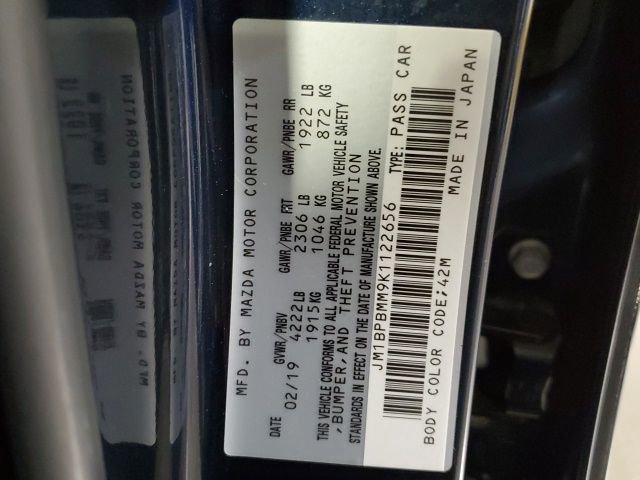 MFD. BY MAZDA MOTOR CORPORATION
DATE GVWR/PNBV GAWR/PNBE FRT GAWR/PNBE RR
02/19 4222LB 2306 LB 1922 LB
1915KG 1046 KG 872 KG
THIS VEHICLE CONFORMS TO ALL APPLICABLE FEDERAL MOTOR VEHICLE SAFETY
,BUMPER,AND THEFT PREVENTION
STANDARDS IN EFFECT ON THE DATE OF MANUFACTURE SHOWN ABOVE.
JM1BPBMM9K1122656 TYPE: PASS CAR
BODY COLOR CODE;42M MADE IN JAPAN